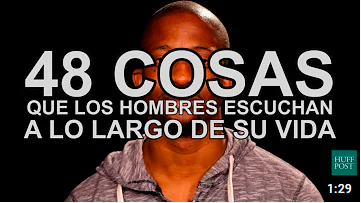 48 COSAS
QUE LOS HOMBRES ESCUCHAN
A LO LARGO DE SU VIDA
HUFF
POST
1:29